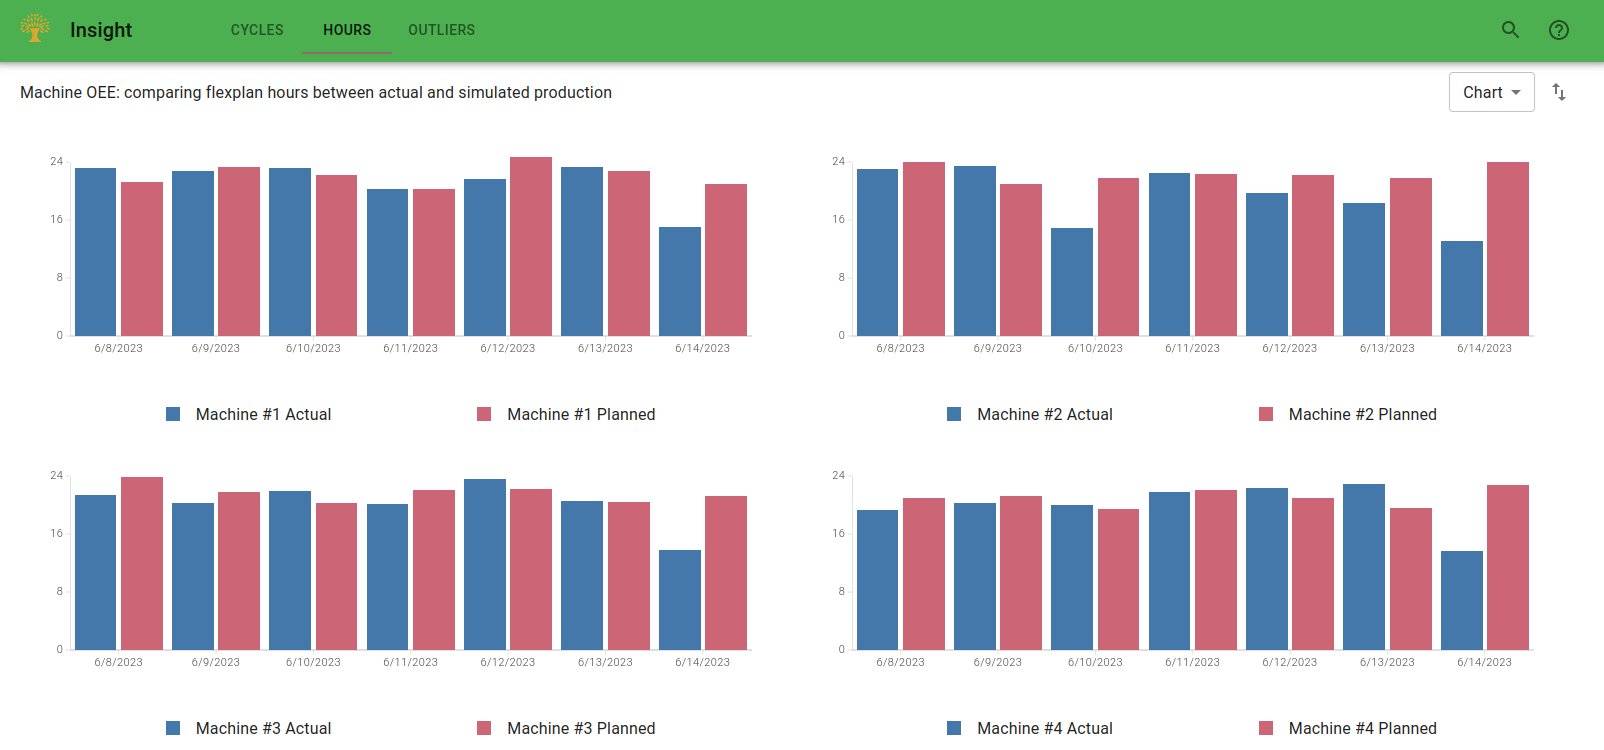 Insight CYCLES HOURS OUTLIERS
Machine OEE: comparing flexplan hours between actual and simulated production Chart
24
16
8
0
6/8/2023 6/9/2023 6/10/2023 6/11/2023 6/12/2023 6/13/2023 6/14/2023
Machine #1 Actual Machine #1 Planned
24
16
8
0
6/8/2023 6/9/2023 6/10/2023 6/11/2023 6/12/2023 6/13/2023 6/14/2023
Machine #2 Actual Machine #2 Planned
24
16
8
0
6/8/2023 6/9/2023 6/10/2023 6/11/2023 6/12/2023 6/13/2023 6/14/2023
Machine #3 Actual Machine #3 Planned
24
16
8
0
6/8/2023 6/9/2023 6/10/2023 6/11/2023 6/12/2023 6/13/2023 6/14/2023
Machine #4 Actual Machine #4 Planned